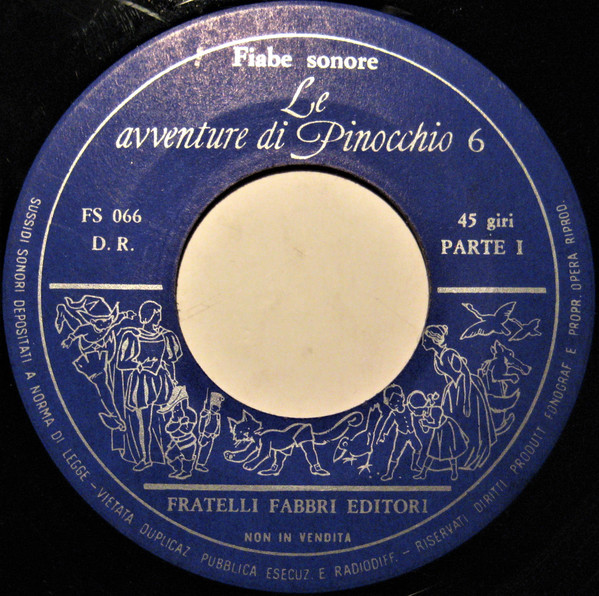 Fiabe sonore
Le
avventure di Pinocchio 6
FS 066
D. R.
45 giri
PARTE I
FRATELLI FABBRI EDITORI
NON IN VENDITA
SUSSIDI SONORI DEPOSITATI A NORMA DI LEGGE - VIETATA DUPLICAZ. PUBBLICA ESECUZ. E RADIODIFF. - RISERVATI DIRITTI PRODUTT. FONOGRAF. E PROPR. OPERA RIPROD.